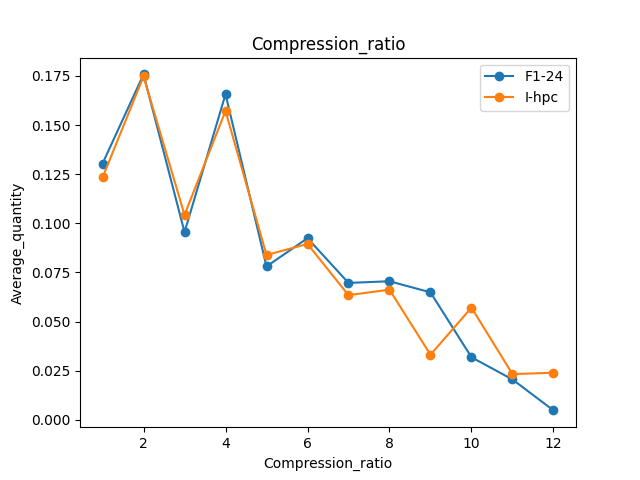 Compression_ratio
F1-24
I-hpc
0.175
0.150
0.125
0.100
0.075
0.050
0.025
0.000
Average_quantity
2 4 6 8 10 12
Compression_ratio